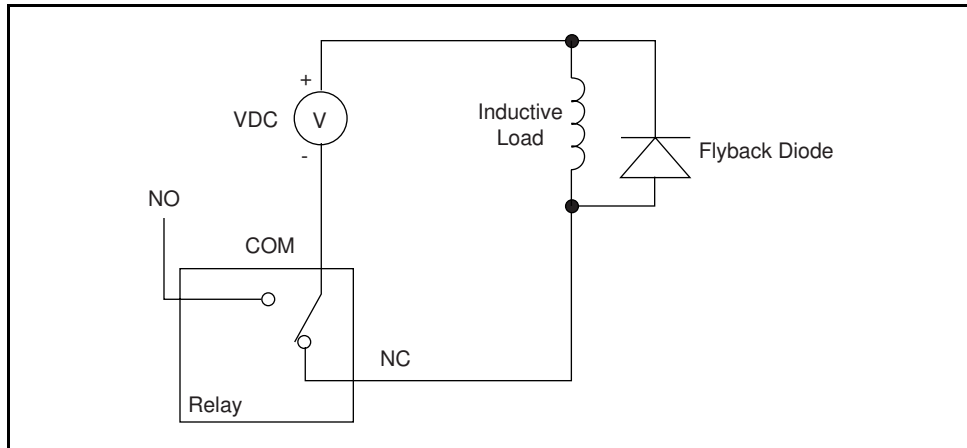 +
VDC
V
-
Inductive
Load
Flyback Diode
NO
COM
NC
Relay